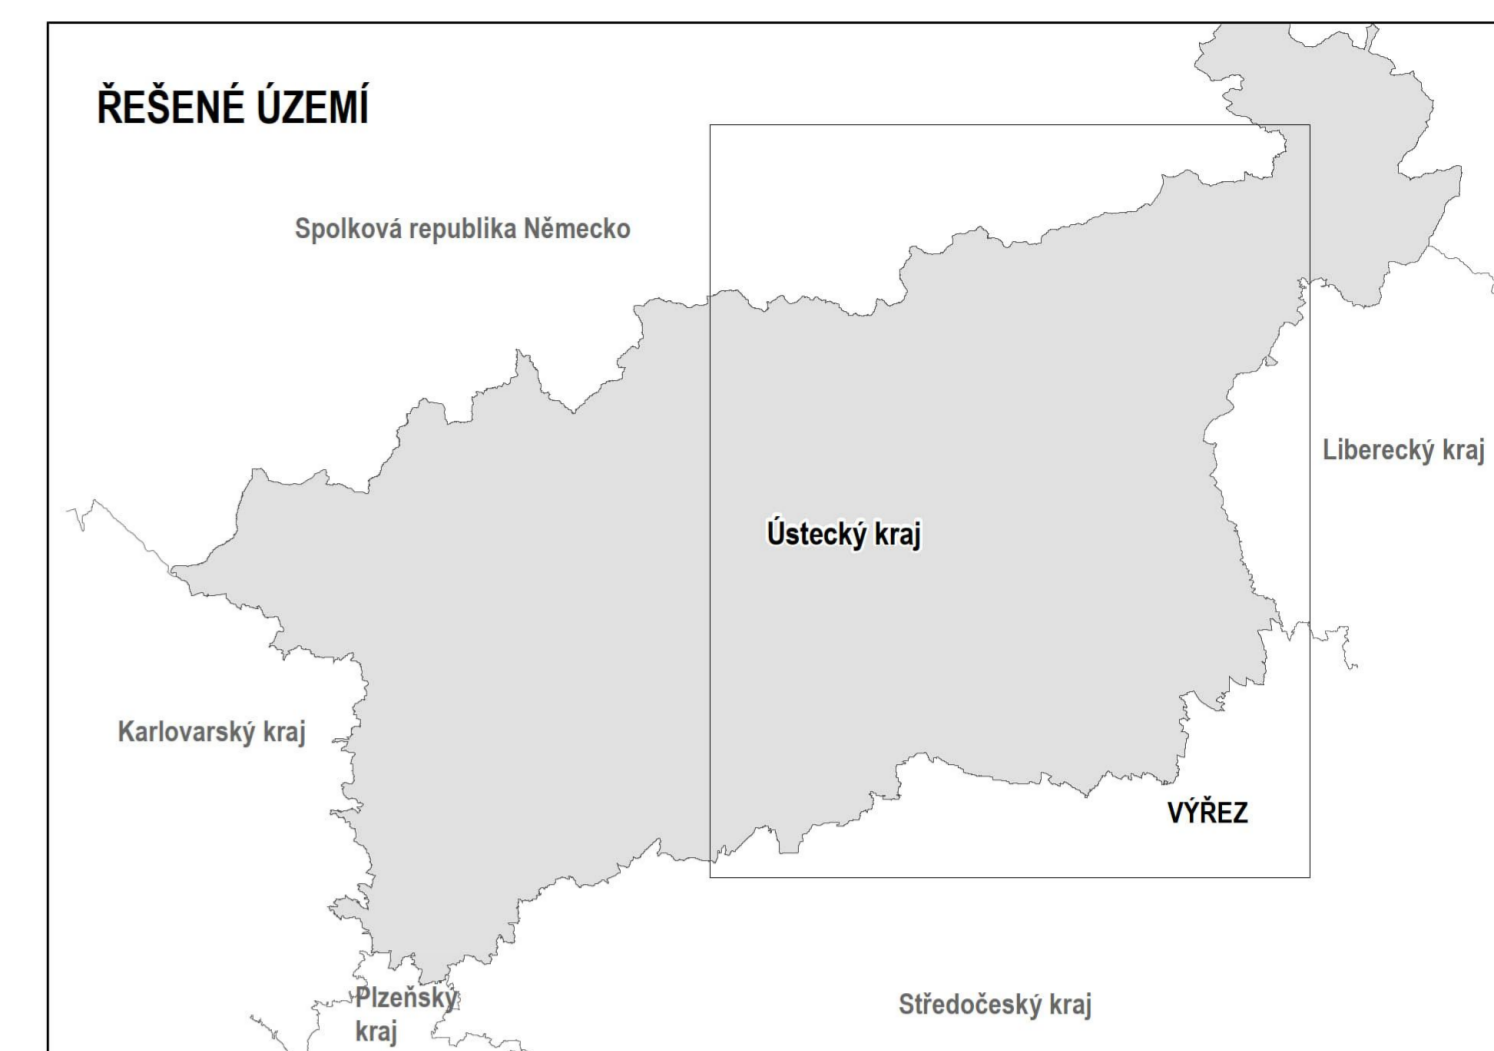 ŘEŠENÉ ÚZEMÍ
Spolková republika Německo
Liberecký kraj
Ústecký kraj
Karlovarský kraj
VÝŘEZ
Plzeňský
kraj
Středočeský kraj